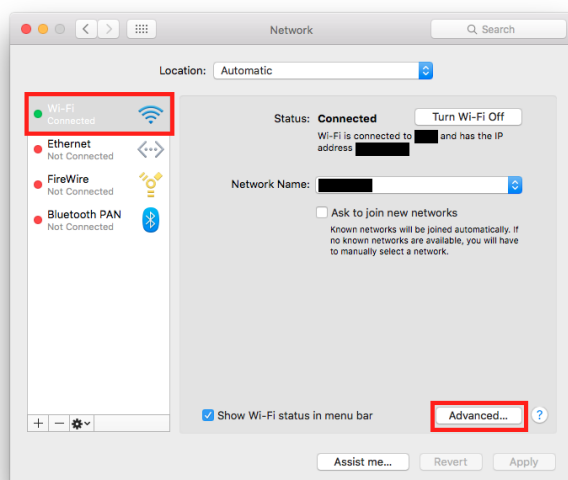 Network
Search
Location: Automatic
Wi-Fi
Connected
Ethernet
Not Connected
FireWire
Not Connected
Bluetooth PAN
Not Connected
Status: Connected
Turn Wi-Fi Off
Wi-Fi is connected to and has the IP
address
Network Name:
Ask to join new networks
Known networks will be joined automatically. If
no known networks are available, you will have
to manually select a network.
Show Wi-Fi status in menu bar
Advanced...
?
Assist me...
Revert
Apply